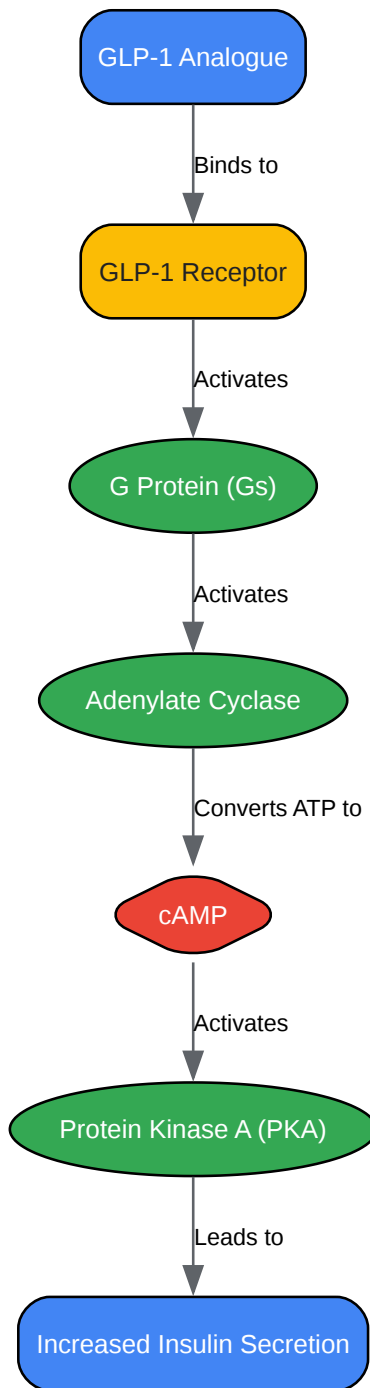 GLP-1 Analogue
Binds to
GLP-1 Receptor
Activates
G Protein (Gs)
Activates
Adenylate Cyclase
Converts ATP to
cAMP
Activates
Protein Kinase A (PKA)
Leads to
Increased Insulin Secretion